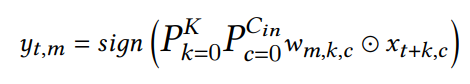 y_{t,m} = sign ( P_{k=0}^{K} P_{c=0}^{C_{in}} w_{m,k,c} ⊙ x_{t+k,c} )